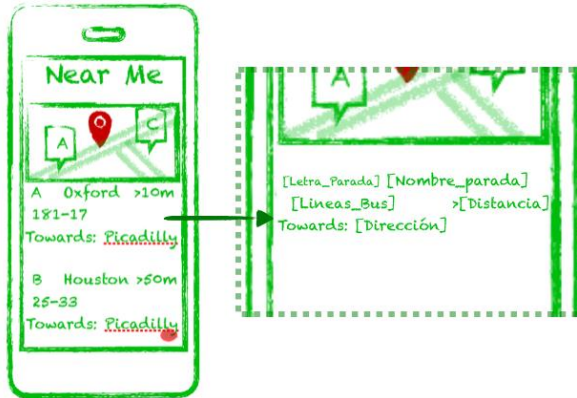 Near Me
A
C
A Oxford >10m
181-17
Towards: Picadilly
B Houston >50m
25-33
Towards: Picadilly
A
[Letra_Parada] [Nombre_parada]
[Lineas_Bus] >[Distancia]
Towards: [Dirección]